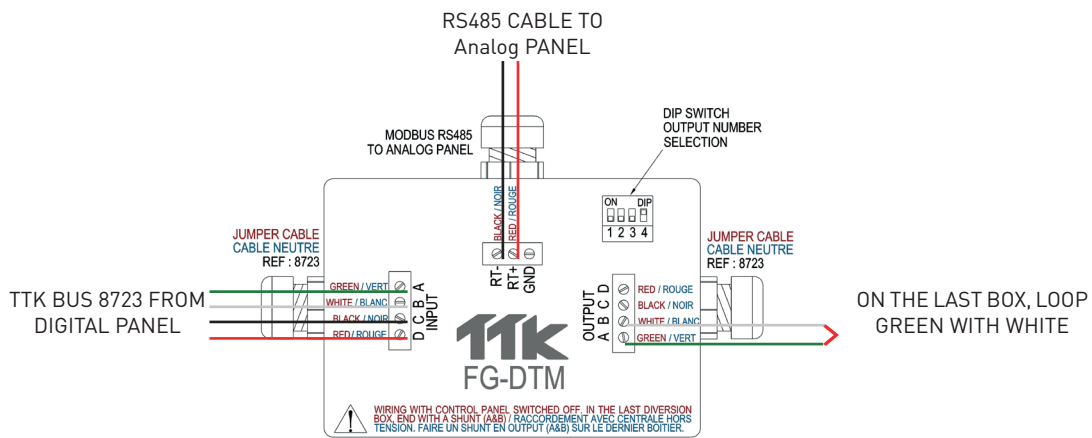 RS485 CABLE TO
Analog PANEL
DIP SWITCH
OUTPUT NUMBER
SELECTION
MODBUS RS485
TO ANALOG PANEL
BLACK / NOIR
RED / ROUGE
ON DIP
1 2 3 4
RT-
RT+
GND
JUMPER CABLE
CABLE NEUTRE
REF : 8723
TTK BUS 8723 FROM
DIGITAL PANEL
GREEN / VERT
WHITE / BLANC
BLACK / NOIR
RED / ROUGE
A
B
C
D
INPUT
TTK
FG-DTM
OUTPUT
D
C
B
A
RED / ROUGE
BLACK / NOIR
WHITE / BLANC
GREEN / VERT
JUMPER CABLE
CABLE NEUTRE
REF : 8723
ON THE LAST BOX, LOOP
GREEN WITH WHITE
WIRING WITH CONTROL PANEL SWITCHED OFF. IN THE LAST DIVERSION
BOX, END WITH A SHUNT (A&B) / RACCORDEMENT AVEC CENTRALE HORS
TENSION. FAIRE UN SHUNT EN OUTPUT (A&B) SUR LE DERNIER BOITIER.